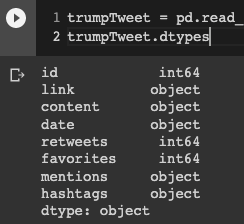 1 trumpTweet = pd.read_
2 trumpTweet.dtypes
id int64
link object
content object
date object
retweets int64
favorites int64
mentions object
hashtags object
dtype: object